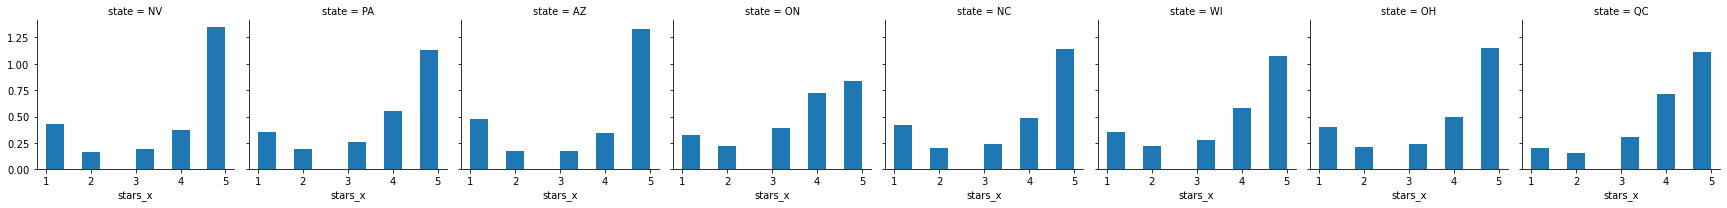 state = NV state = PA state = AZ state = ON state = NC state = WI state = OH state = QC
1.25
1.00
0.75
0.50
0.25
0.00
1 2 3 4 5 1 2 3 4 5 1 2 3 4 5 1 2 3 4 5 1 2 3 4 5 1 2 3 4 5 1 2 3 4 5 1 2 3 4 5
stars_x stars_x stars_x stars_x stars_x stars_x stars_x stars_x